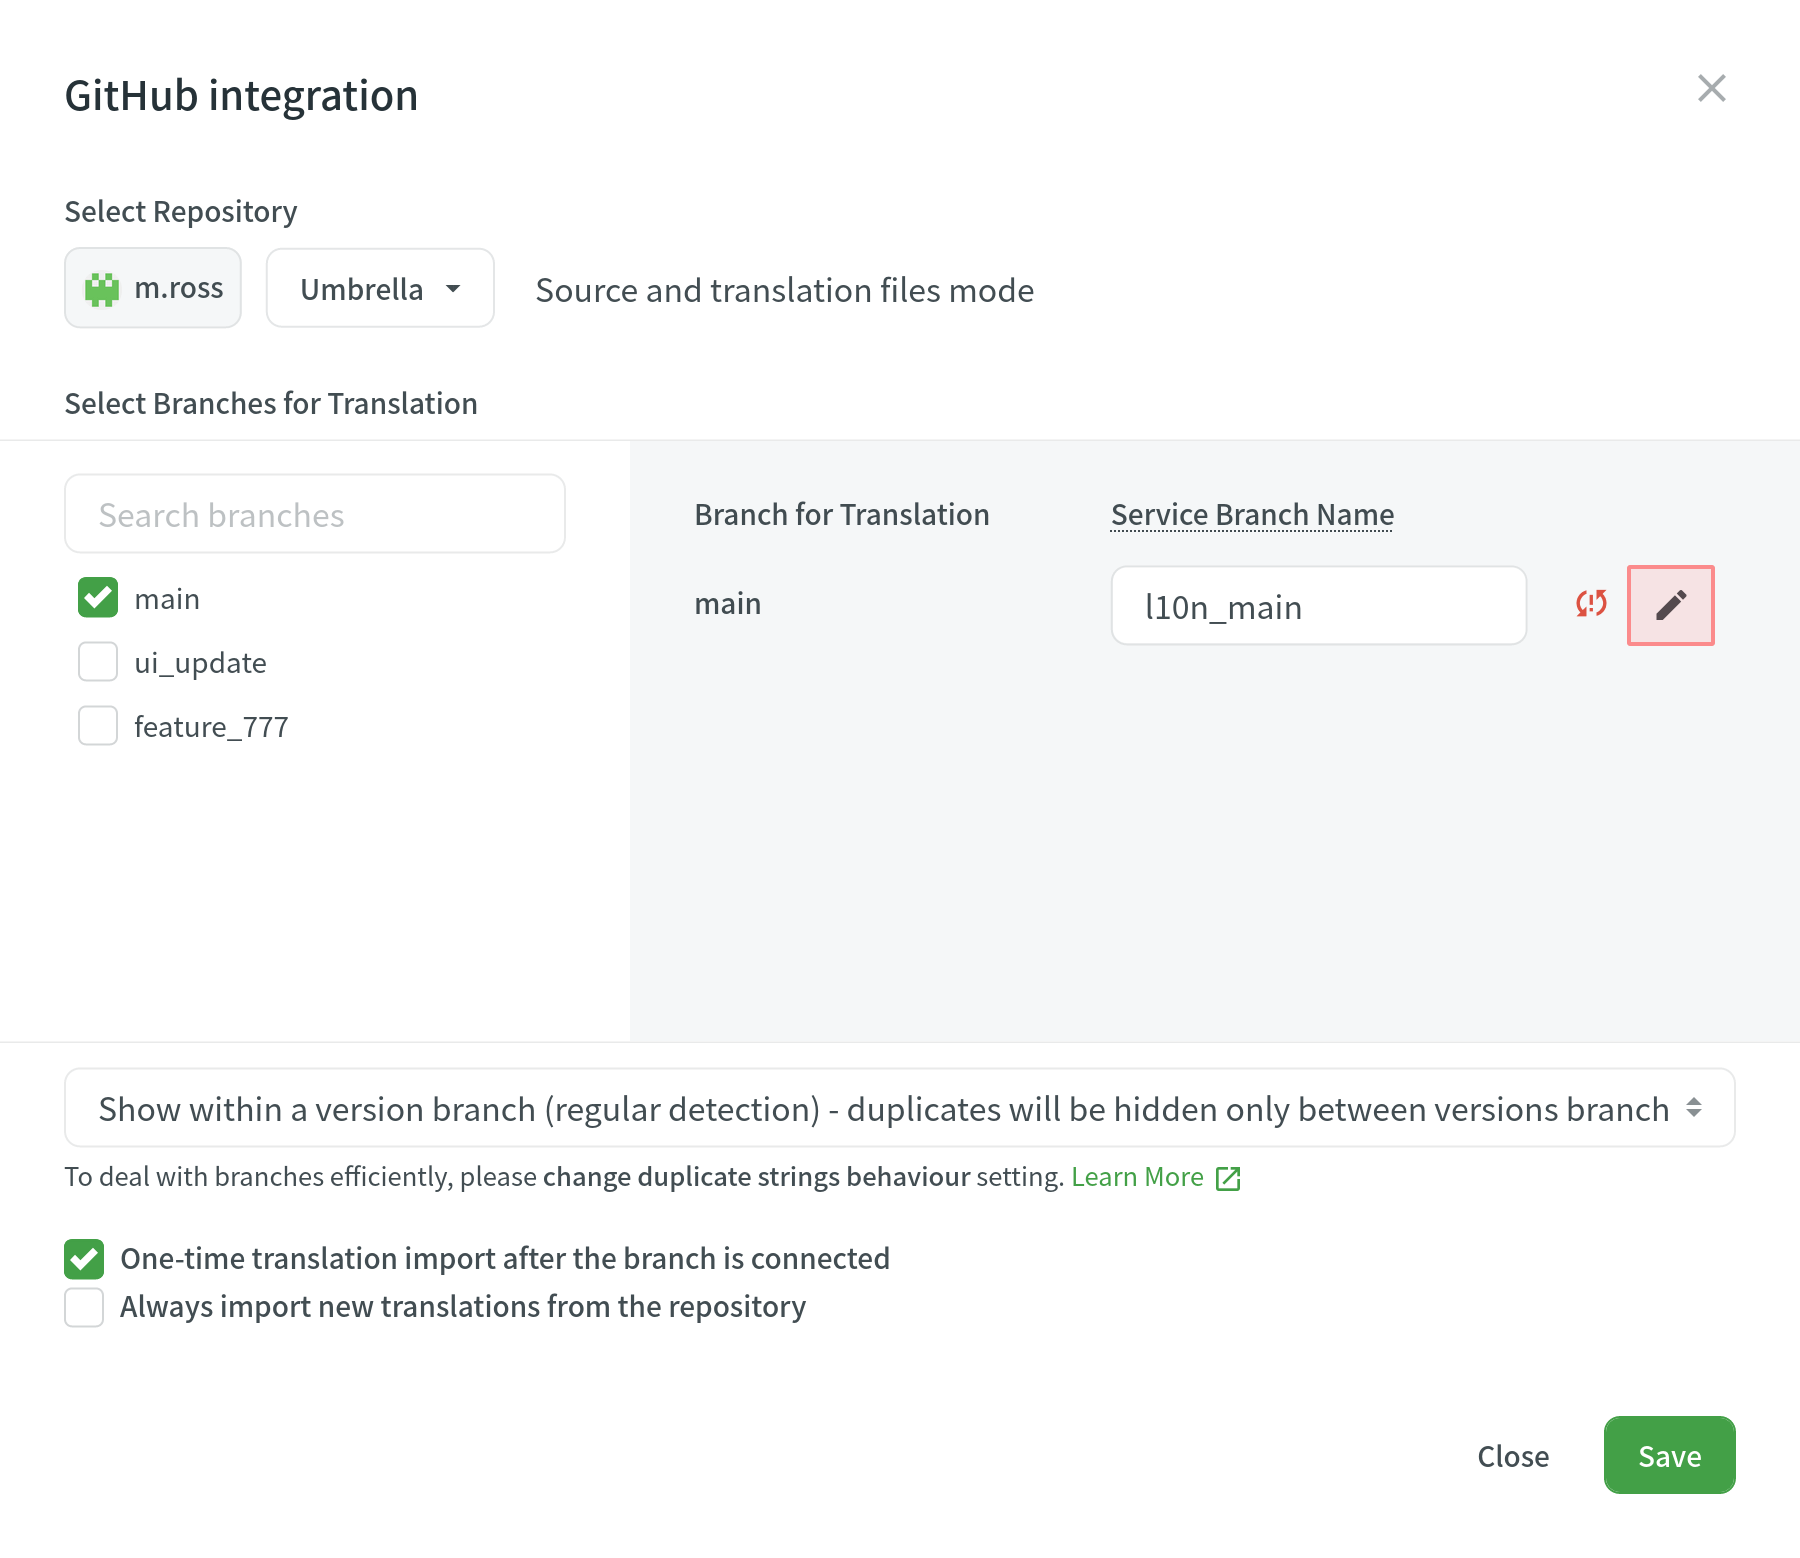 GitHub integration
Select Repository
m.ross
Umbrella
Source and translation files mode
Select Branches for Translation
Search branches
main
ui_update
feature_777
Branch for Translation
Service Branch Name
main
l10n_main
Show within a version branch (regular detection) - duplicates will be hidden only between versions branch
To deal with branches efficiently, please change duplicate strings behaviour setting. Learn More
One-time translation import after the branch is connected
Always import new translations from the repository
Close
Save